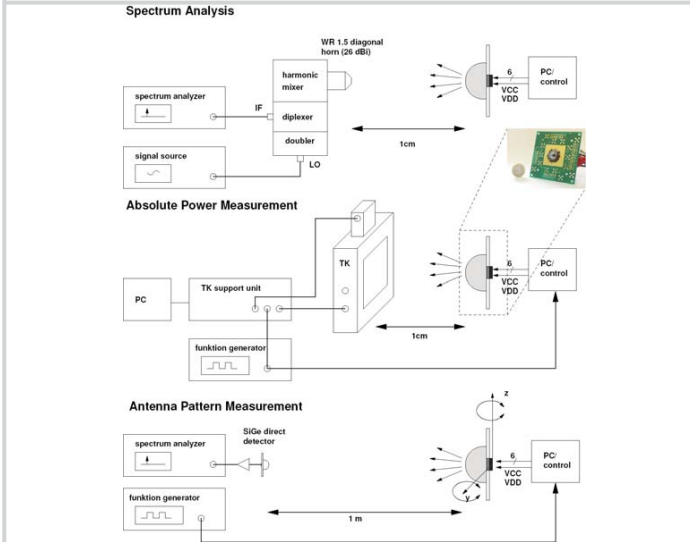 Spectrum Analysis
WR 1.5 diagonal
horn (26 dBi)
harmonic
mixer
spectrum analyzer
IF
diplexer
doubler
signal source
LO
1cm
6
VCC
VDD
PC/
control
Absolute Power Measurement
TK
PC
TK support unit
1cm
6
VCC
VDD
PC/
control
funktion generator
Antenna Pattern Measurement
z
spectrum analyzer
SiGe direct
detector
6
VCC
VDD
PC/
control
y
funktion generator
1 m